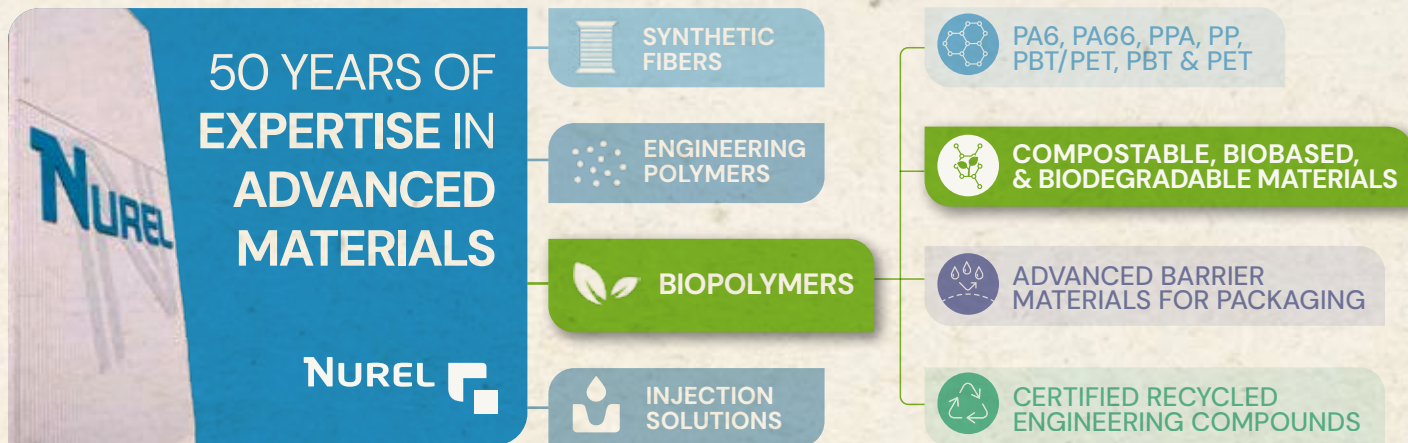 50 YEARS OF
EXPERTISE IN
ADVANCED
MATERIALS
NUREL
NUREL
SYNTHETIC
FIBERS
ENGINEERING
POLYMERS
BIOPOLYMERS
INJECTION
SOLUTIONS
PA6, PA66, PPA, PP,
PBT/PET, PBT & PET
COMPOSTABLE, BIOBASED,
& BIODEGRADABLE MATERIALS
ADVANCED BARRIER
MATERIALS FOR PACKAGING
CERTIFIED RECYCLED
ENGINEERING COMPOUNDS